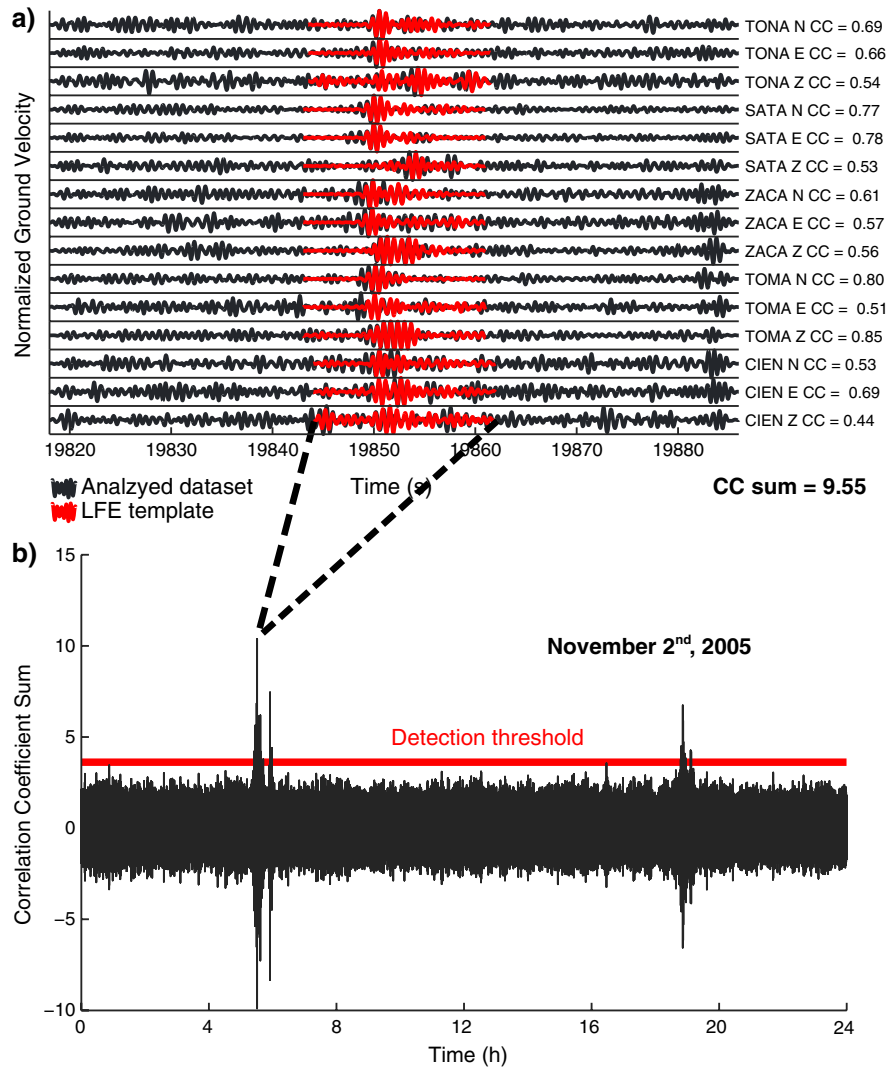 a)
TONA N CC = 0.69
TONA E CC = 0.66
TONA Z CC = 0.54
SATA N CC = 0.77
SATA E CC = 0.78
SATA Z CC = 0.53
ZACA N CC = 0.61
ZACA E CC = 0.57
ZACA Z CC = 0.56
TOMA N CC = 0.80
TOMA E CC = 0.51
TOMA Z CC = 0.85
CIEN N CC = 0.53
CIEN E CC = 0.69
CIEN Z CC = 0.44
Normalized Ground Velocity
19820 19830 19840 19850 19860 19870 19880
Time (s)
Analzyed dataset
LFE template
CC sum = 9.55
b)
November 2nd, 2005
Detection threshold
Correlation Coefficient Sum
15
10
5
0
−5
−10
0 4 8 12 16 20 24
Time (h)